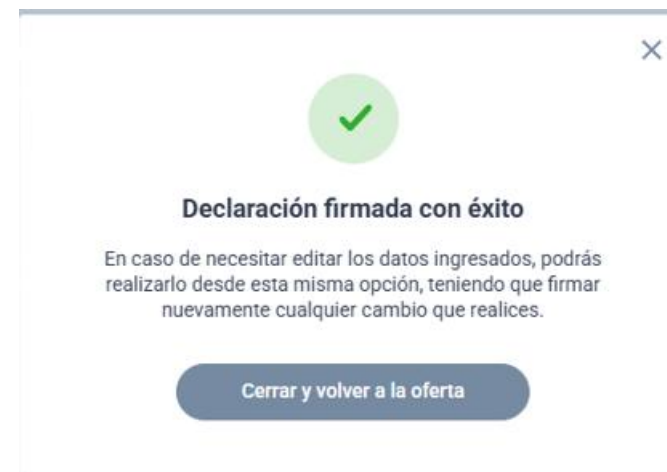 Declaración firmada con éxito
En caso de necesitar editar los datos ingresados, podrás
realizarlo desde esta misma opción, teniendo que firmar
nuevamente cualquier cambio que realices.
Cerrar y volver a la oferta